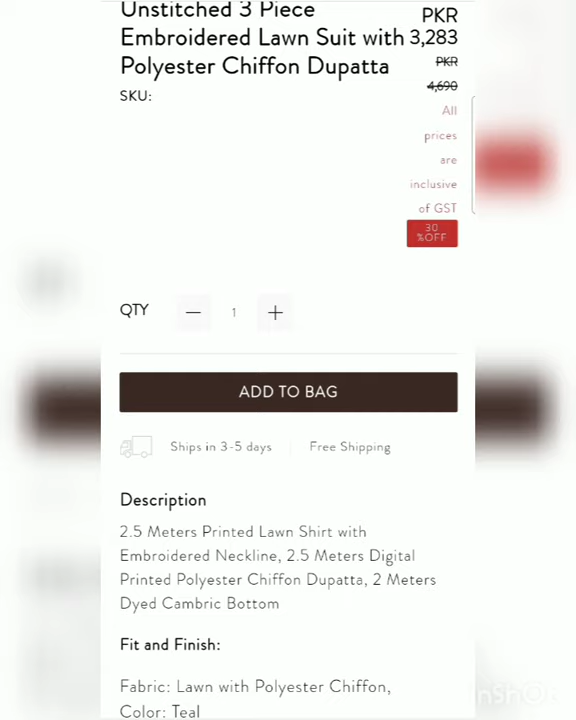 Unstitched 3 Piece
Embroidered Lawn Suit with
Polyester Chiffon Dupatta
PKR
3,283
PKR
4,690
SKU:
All
prices
are
inclusive
of GST
30
%OFF
QTY
1
ADD TO BAG
Ships in 3-5 days
Free Shipping
Description
2.5 Meters Printed Lawn Shirt with
Embroidered Neckline, 2.5 Meters Digital
Printed Polyester Chiffon Dupatta, 2 Meters
Dyed Cambric Bottom
Fit and Finish:
Fabric: Lawn with Polyester Chiffon,
Color: Teal